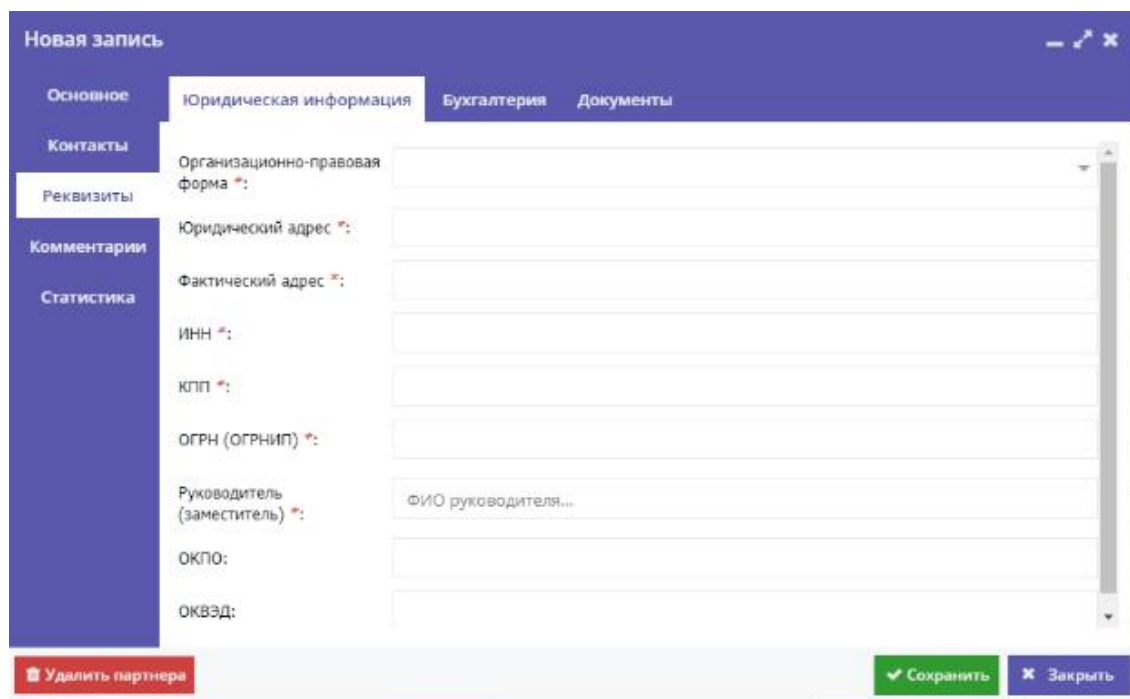 Новая запись
Основное
Юридическая информация Бухгалтерия Документы
Контакты
Реквизиты
Комментарии
Статистика
Организационно-правовая
форма *:
Юридический адрес *:
Фактический адрес *:
ИНН *:
КПП *:
ОГРН (ОГРНИП) *:
Руководитель
(заместитель) *:
ФИО руководителя...
ОКПО:
ОКВЭД:
Удалить партнера
Сохранить
Закрыть